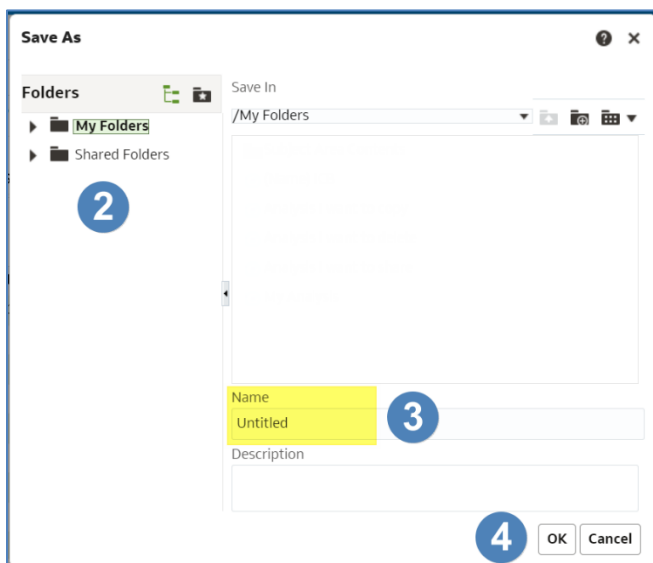 Save As
Folders
My Folders
Shared Folders
2
Save In
/My Folders
Name
Untitled
3
Description
4
OK
Cancel